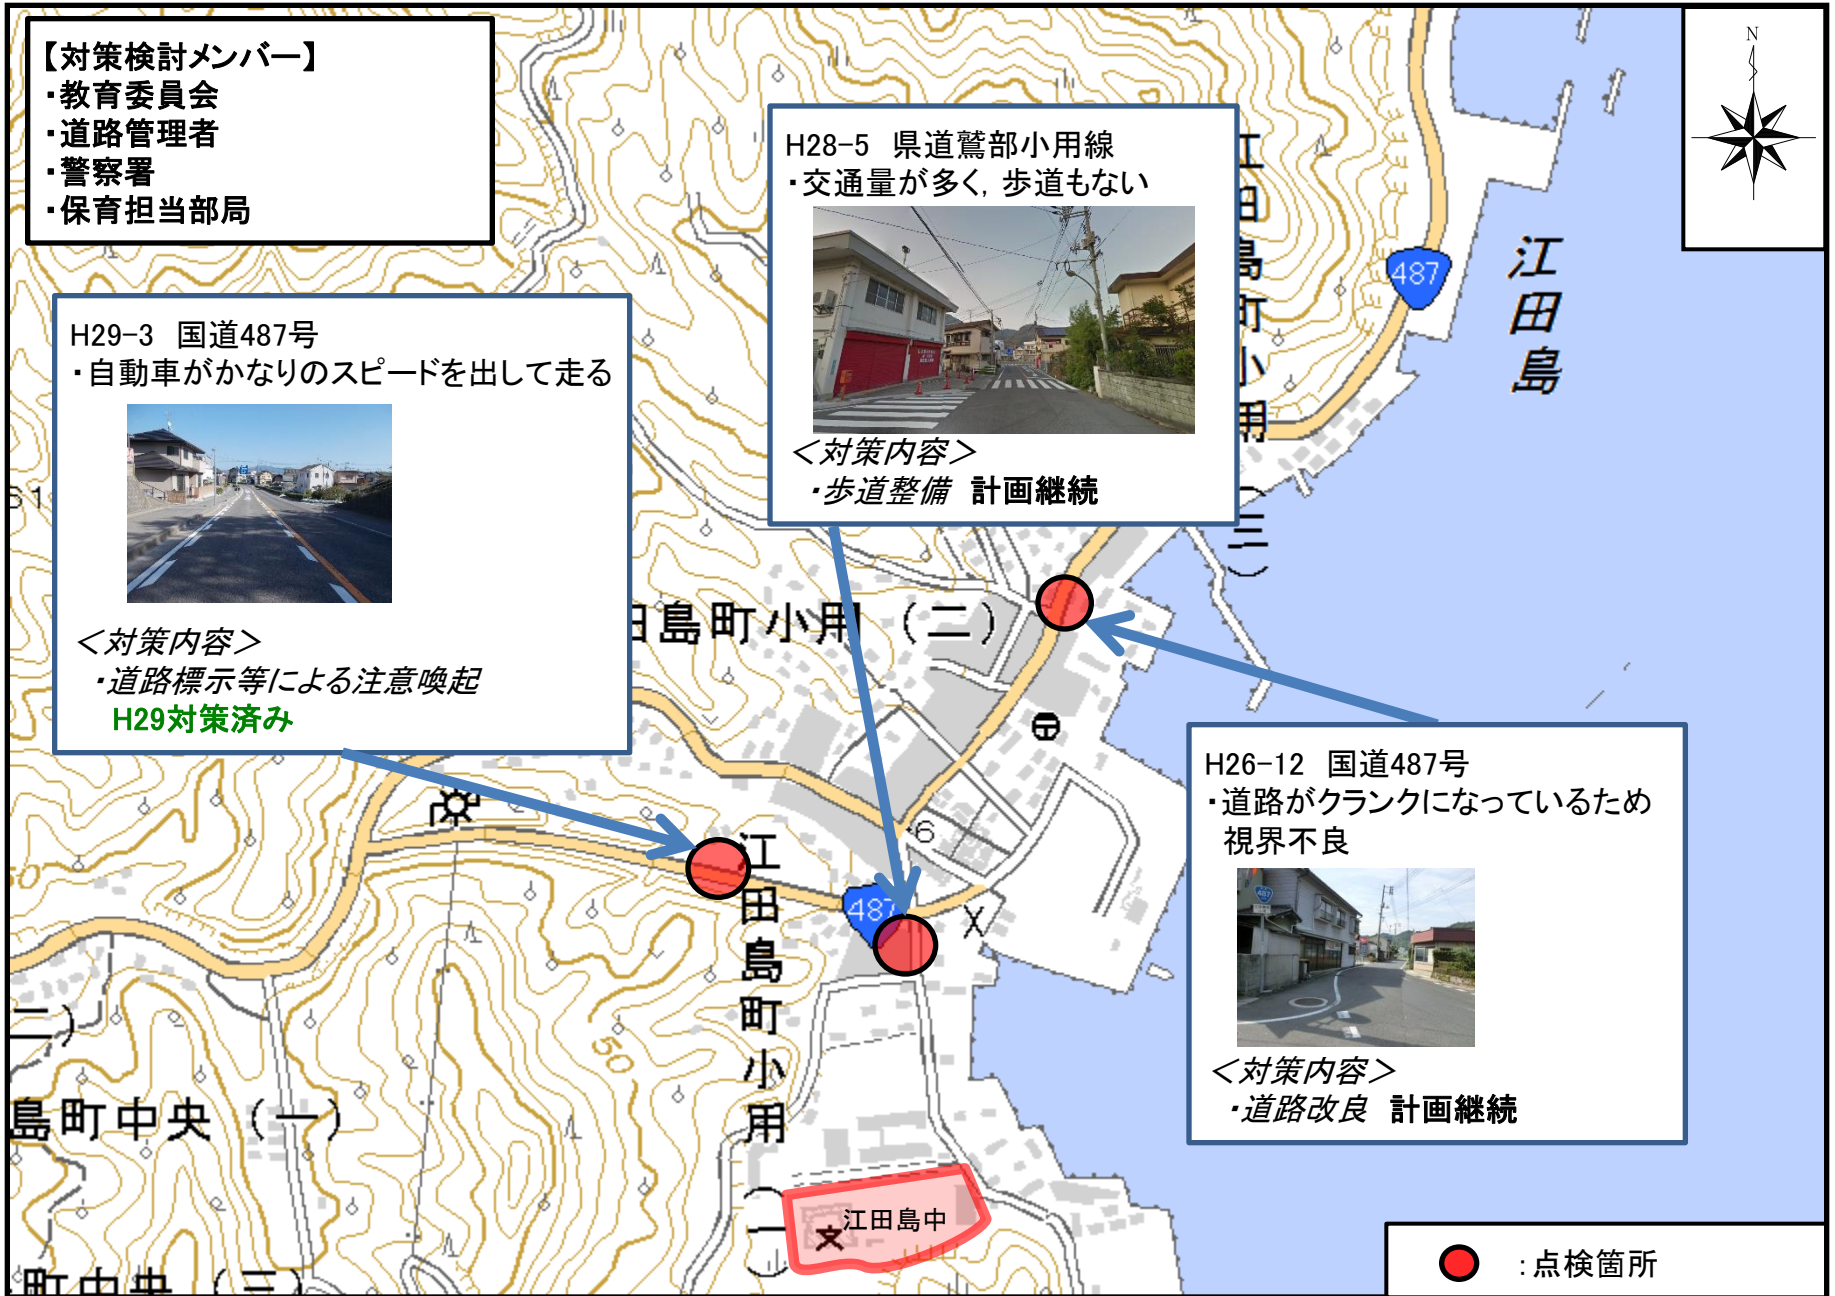 【対策検討メンバー】
・教育委員会
・道路管理者
・警察署
・保育担当部局
N
H28-5 県道鷲部小用線
・交通量が多く，歩道もない
＜対策内容＞
・歩道整備 計画継続
H29-3 国道487号
・自動車がかなりのスピードを出して走る
＜対策内容＞
・道路標示等による注意喚起
H29対策済み
H26-12 国道487号
・道路がクランクになっているため
視界不良
＜対策内容＞
・道路改良 計画継続
江田島町小用（三）
487
江田島
田島町小用（二）
6
487
江田島町小用（一）
50
50
61
二）
島町中央（一）
町中央（三）
江田島中
：点検箇所